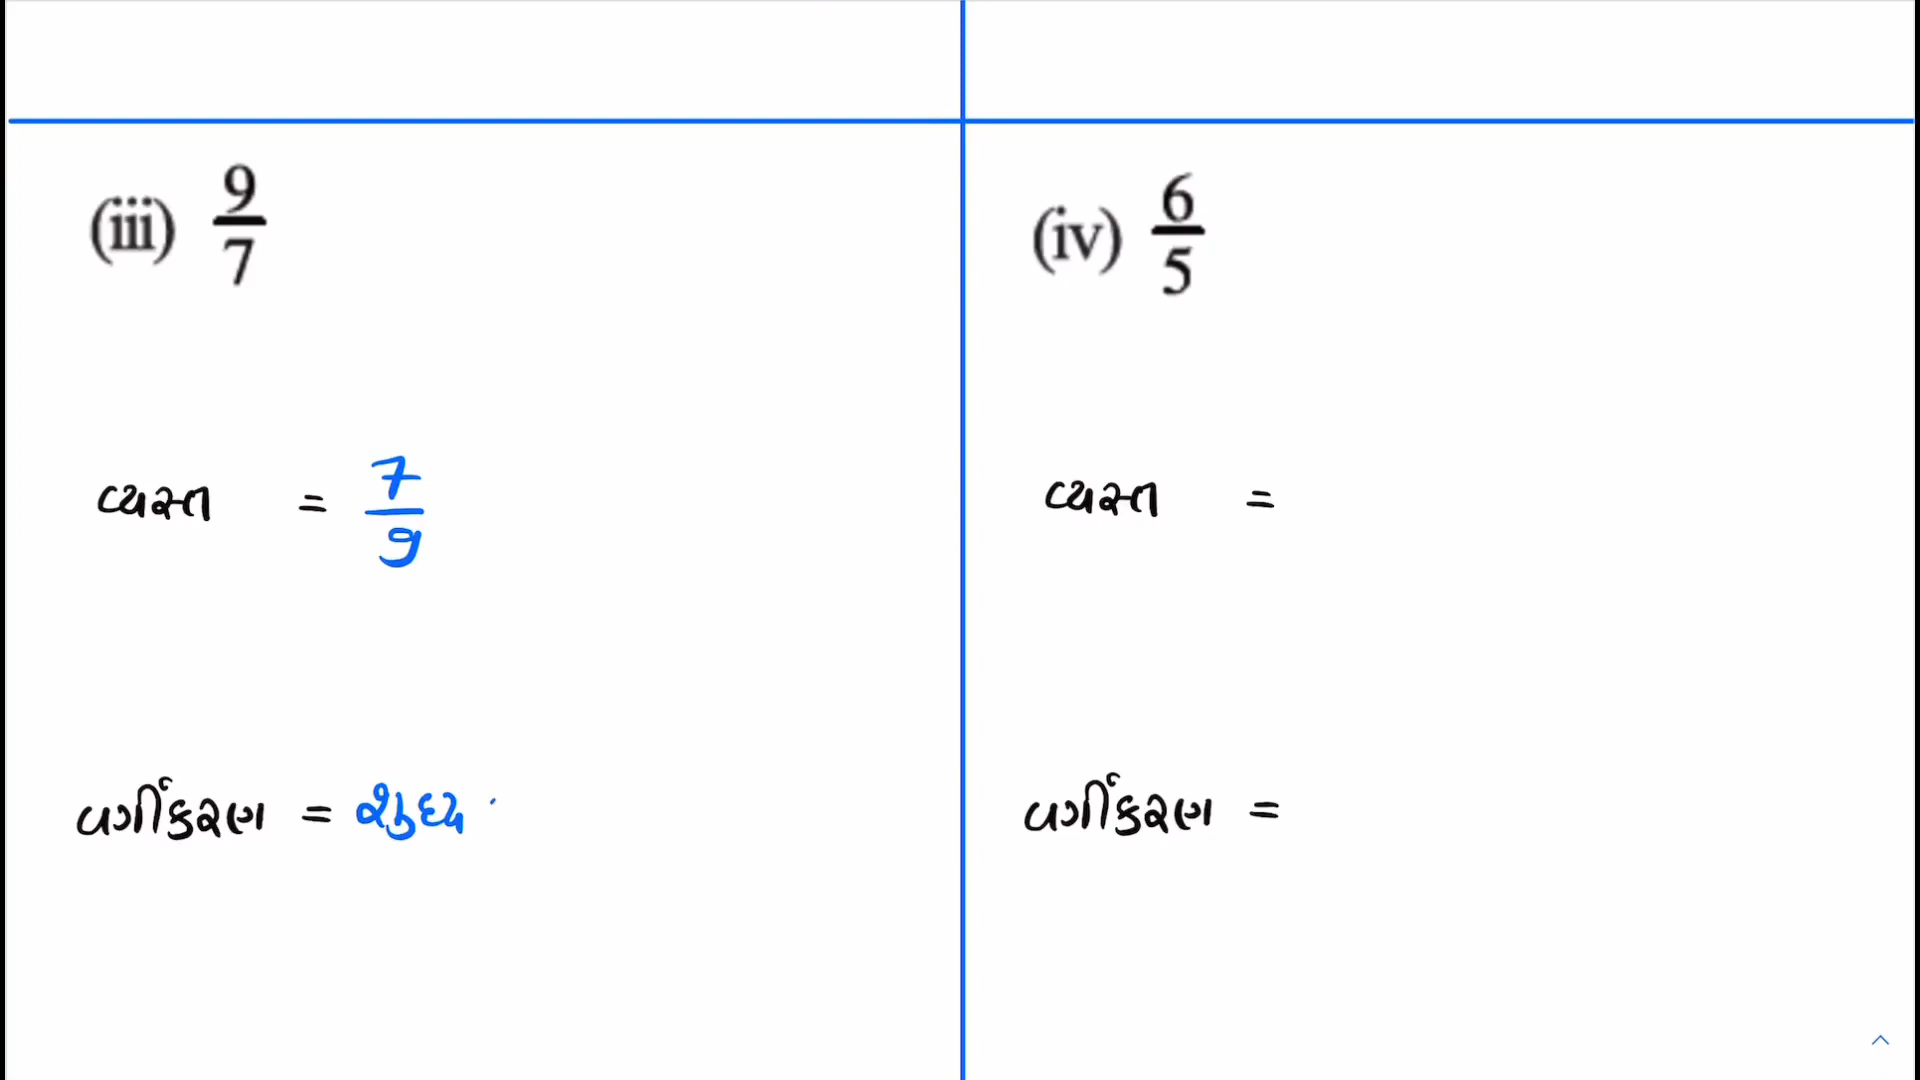 (iii) 9/7
વ્યસ્ત = 7/9
વર્ગીકરણ = શુદ્ધ
(iv) 6/5
વ્યસ્ત =
વર્ગીકરણ =